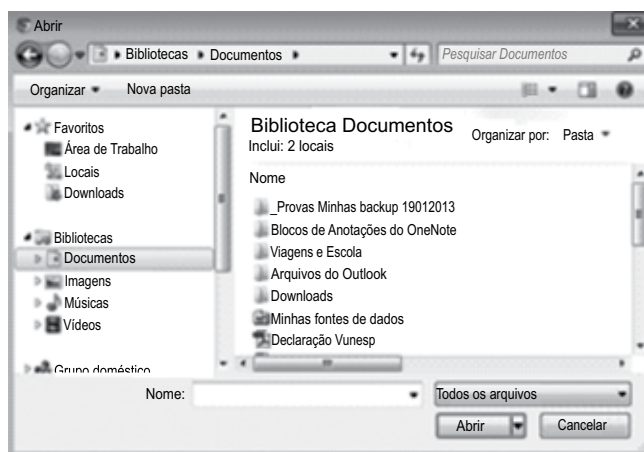 Abrir
Bibliotecas Documentos
Pesquisar Documentos
Organizar Nova pasta
Favoritos
Área de Trabalho
Locais
Downloads
Bibliotecas
Documentos
Imagens
Músicas
Vídeos
Grupo doméstico
Biblioteca Documentos
Inclui: 2 locais
Organizar por: Pasta
Nome
_Provas Minhas backup 19012013
Blocos de Anotações do OneNote
Viagens e Escola
Arquivos do Outlook
Downloads
Minhas fontes de dados
Declaração Vunesp
Nome:
Todos os arquivos
Abrir
Cancelar